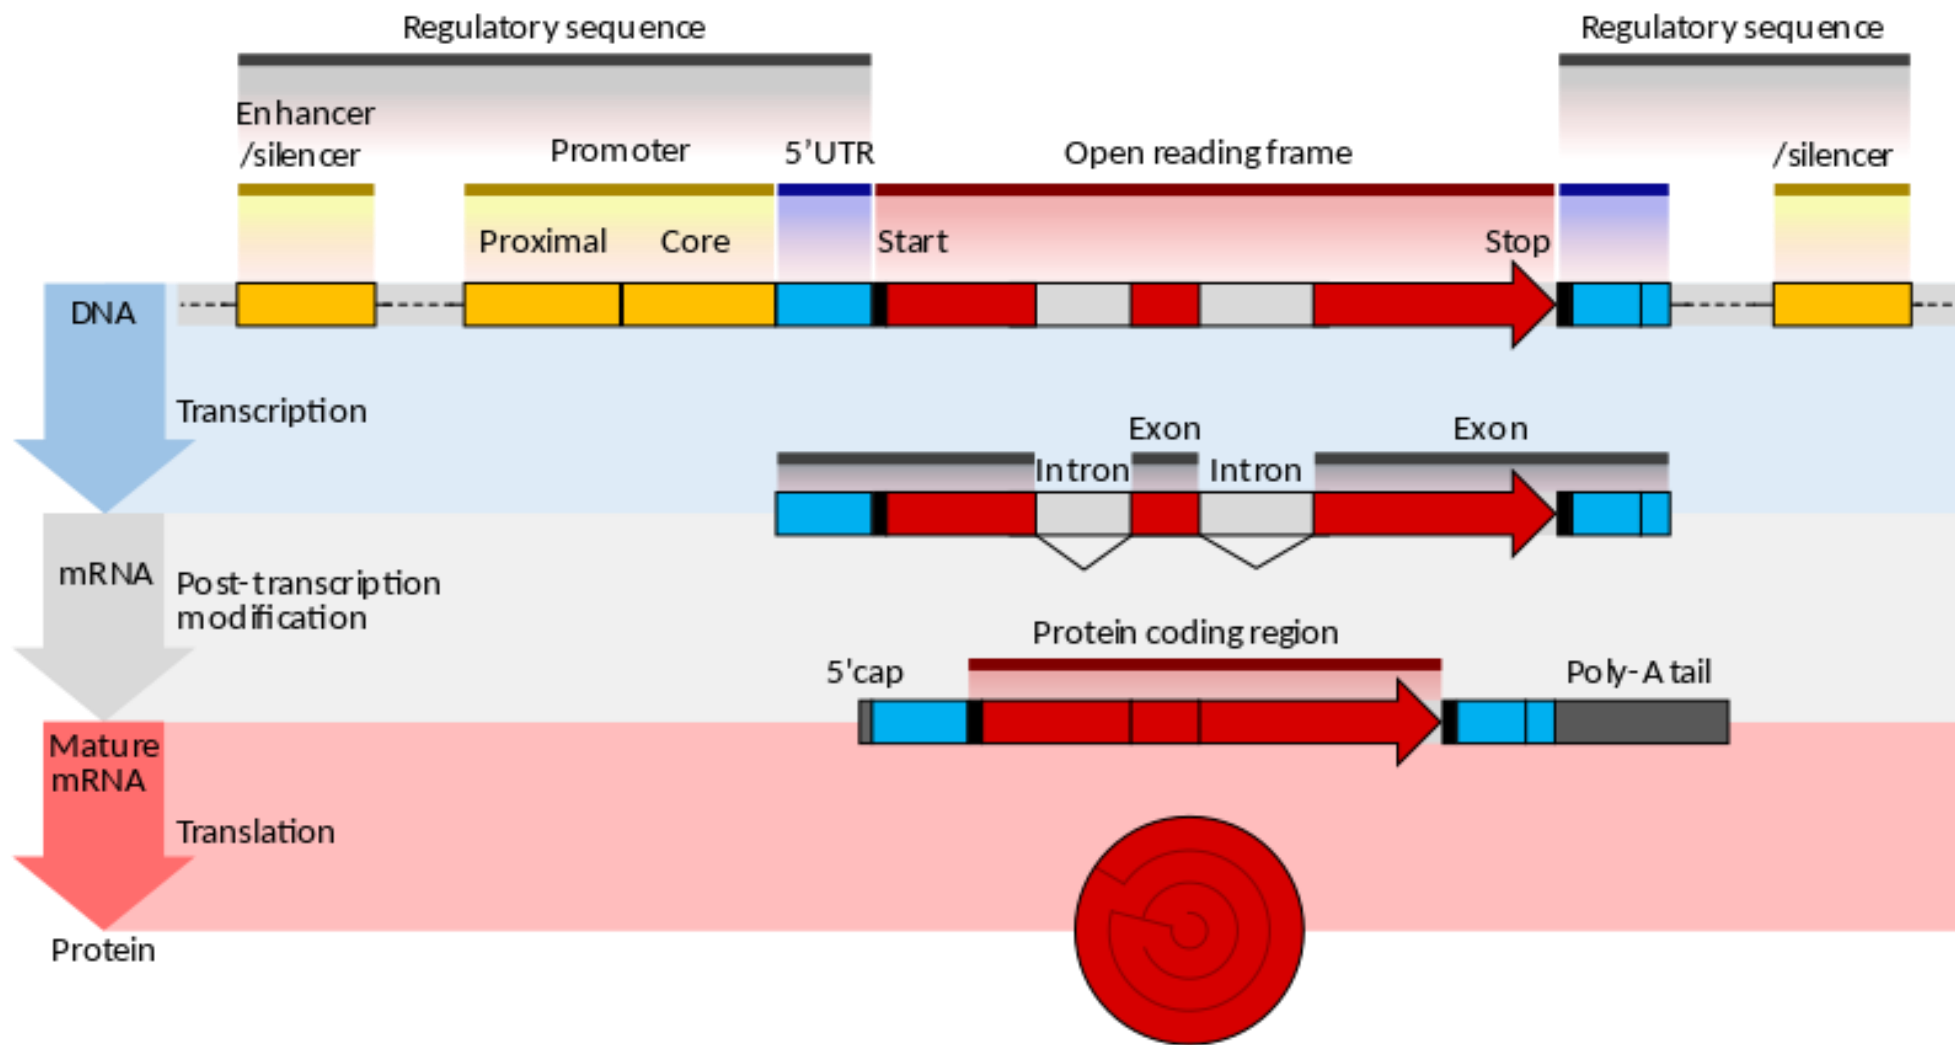 Regulatory sequence
Regulatory sequence
Enhancer
/silencer
Promoter
5’UTR
Open reading frame
/silencer
Proximal
Core
Start
Stop
DNA
Transcription
Exon
Exon
Intron
Intron
mRNA
Post-transcription
modification
Protein coding region
5'cap
Poly-A tail
Mature
mRNA
Translation
Protein